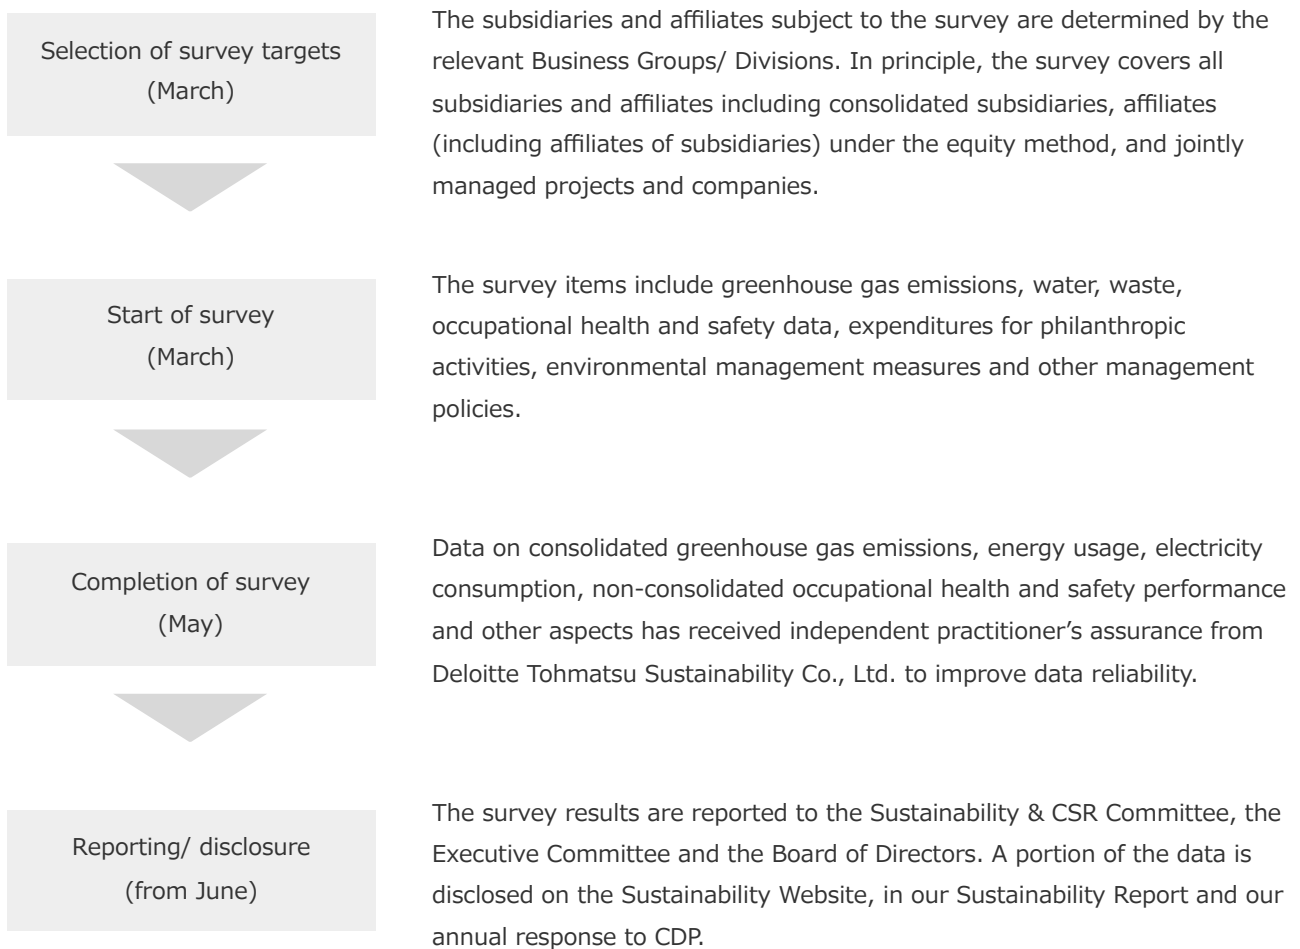 Selection of survey targets
(March)
The subsidiaries and affiliates subject to the survey are determined by the
relevant Business Groups/ Divisions. In principle, the survey covers all
subsidiaries and affiliates including consolidated subsidiaries, affiliates
(including affiliates of subsidiaries) under the equity method, and jointly
managed projects and companies.
Start of survey
(March)
The survey items include greenhouse gas emissions, water, waste,
occupational health and safety data, expenditures for philanthropic
activities, environmental management measures and other management
policies.
Completion of survey
(May)
Data on consolidated greenhouse gas emissions, energy usage, electricity
consumption, non-consolidated occupational health and safety performance
and other aspects has received independent practitioner’s assurance from
Deloitte Tohmatsu Sustainability Co., Ltd. to improve data reliability.
Reporting/ disclosure
(from June)
The survey results are reported to the Sustainability & CSR Committee, the
Executive Committee and the Board of Directors. A portion of the data is
disclosed on the Sustainability Website, in our Sustainability Report and our
annual response to CDP.